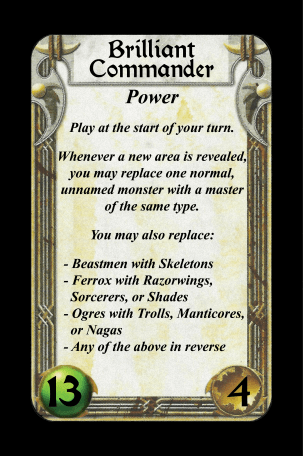 Brilliant
Commander
Power
Play at the start of your turn.
Whenever a new area is revealed,
you may replace one normal,
unnamed monster with a master
of the same type.
You may also replace:
- Beastmen with Skeletons
- Ferrox with Razorwings,
Sorcerers, or Shades
- Ogres with Trolls, Manticores,
or Nagas
- Any of the above in reverse
13
4